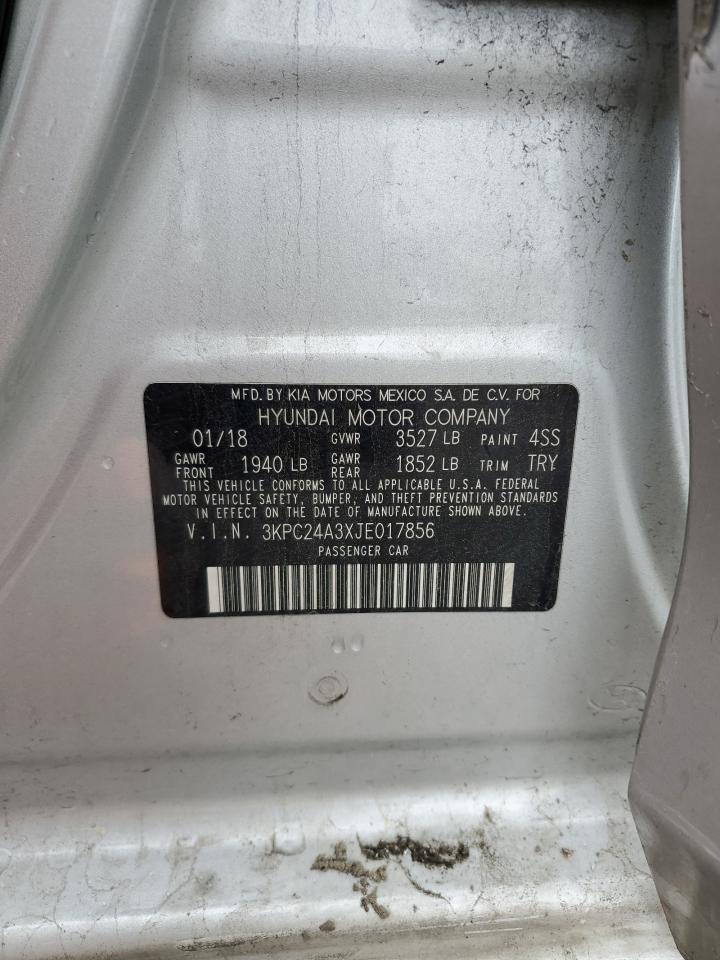 MFD. BY KIA MOTORS MEXICO S.A. DE C.V. FOR
HYUNDAI MOTOR COMPANY
01/18 GVWR 3527 LB PAINT 4SS
GAWR FRONT 1940 LB GAWR REAR 1852 LB TRIM TRY
THIS VEHICLE CONFORMS TO ALL APPLICABLE U.S.A. FEDERAL
MOTOR VEHICLE SAFETY, BUMPER, AND THEFT PREVENTION STANDARDS
IN EFFECT ON THE DATE OF MANUFACTURE SHOWN ABOVE.
V.I.N. 3KPC24A3XJE017856
PASSENGER CAR